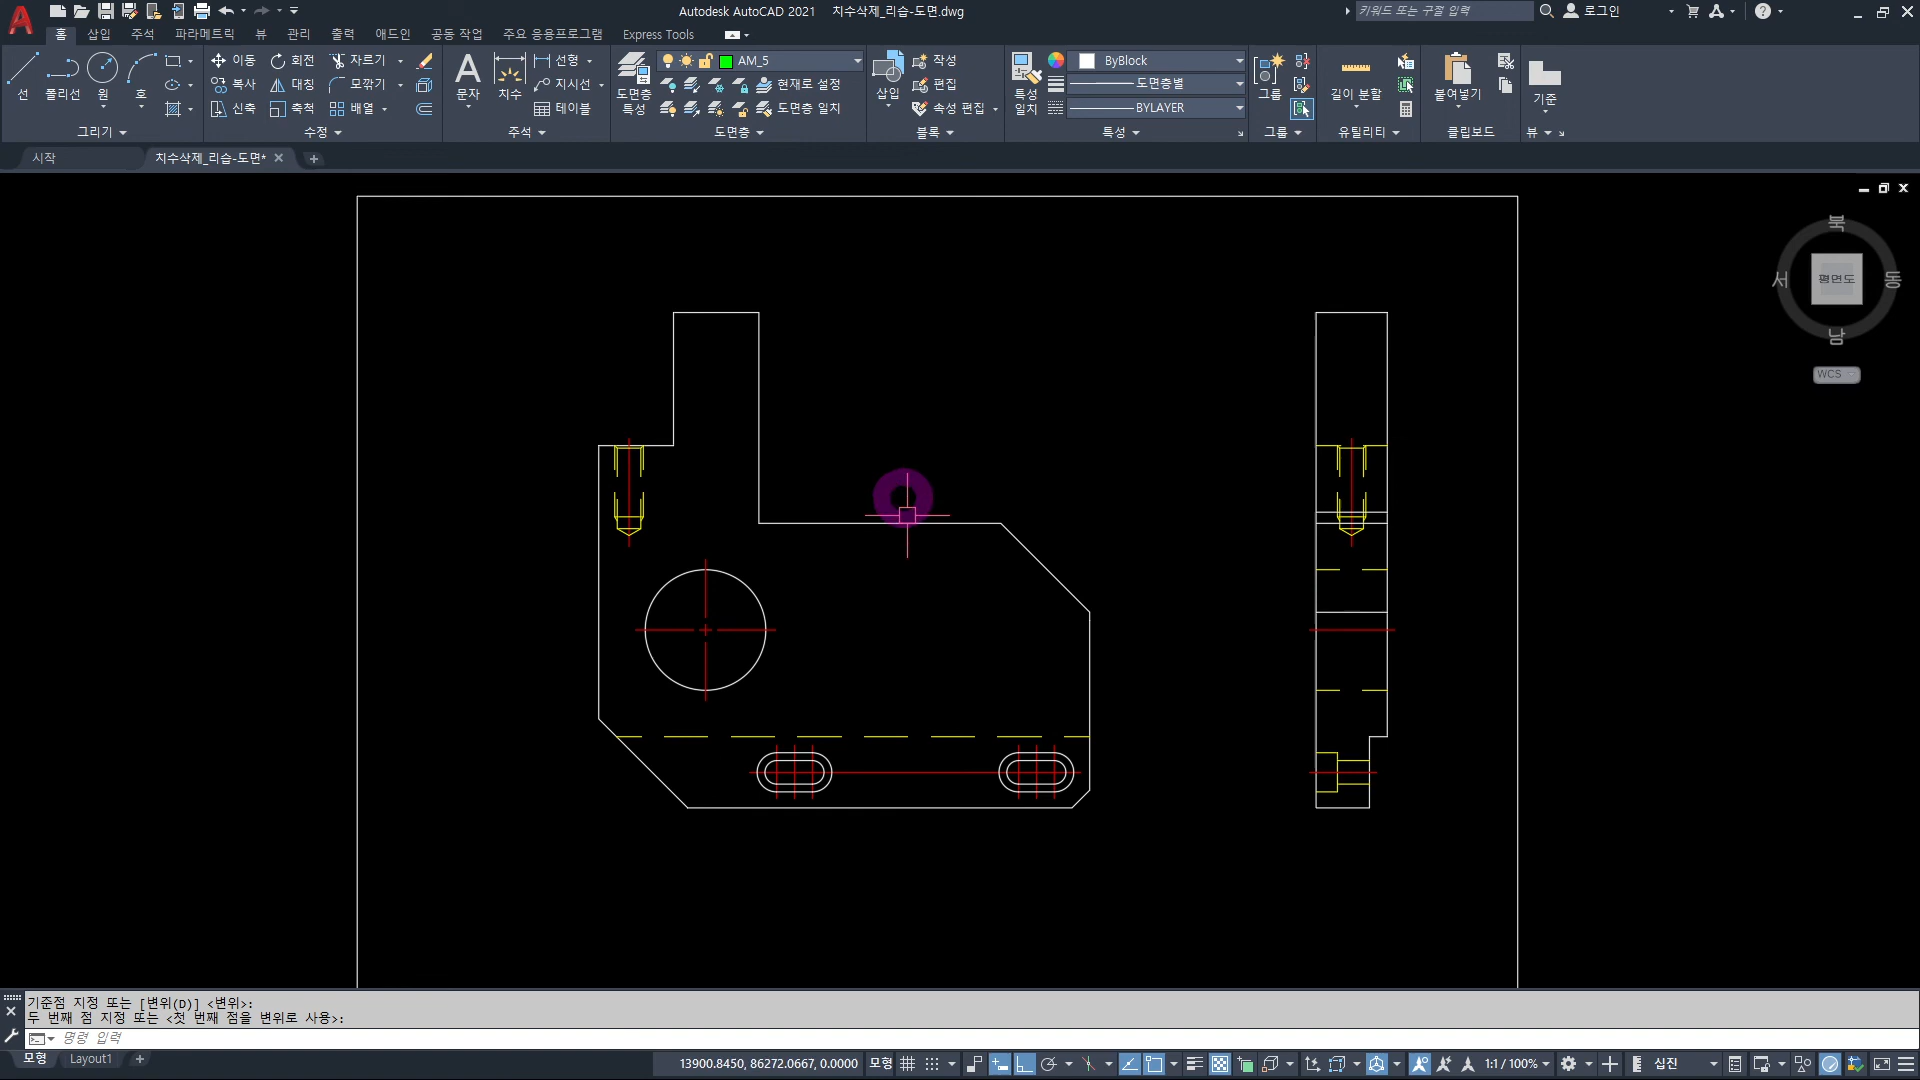 Autodesk AutoCAD 2021 치수삭제_리습-도면.dwg
키워드 또는 구절 입력
로그인
홈 삽입 주석 파라메트릭 뷰 관리 출력 애드인 공동 작업 주요 응용프로그램 Express Tools
선 폴리선 원 호
이동 회전 자르기
복사 대칭 모깎기
신축 축척 배열
문자 치수
선형
지시선
테이블
도면층 특성
AM_5
현재로 설정
도면층 일치
삽입
작성
편집
속성 편집
특성 일치
ByBlock
도면층별
BYLAYER
그룹
길이 분할
붙여넣기
기준
그리기 수정 주석 도면층 블록 특성 그룹 유틸리티 클립보드 뷰
시작 치수삭제_리습-도면*
북
서 평면도 동
남
WCS
기준점 지정 또는 [변위(D)] <변위>:
두 번째 점 지정 또는 <첫 번째 점을 변위로 사용>:
명령 입력
모형 Layout1
13900.8450, 86272.0667, 0.0000 모형 1:1 / 100% 십진